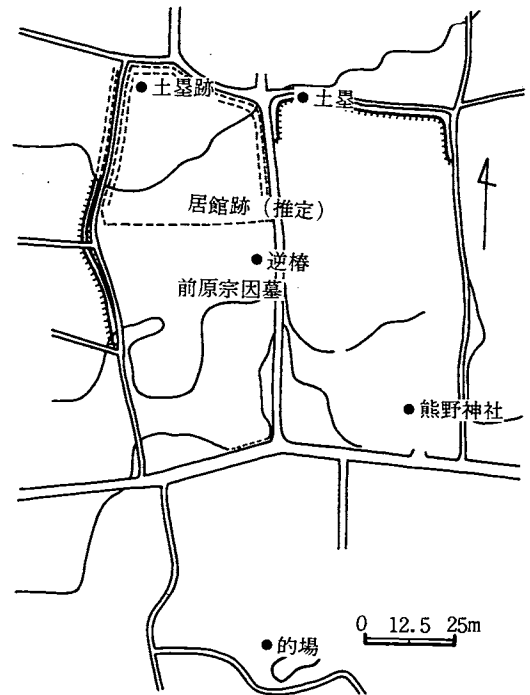 土塁跡
土塁
居館跡（推定）
逆椿
前原宗因墓
熊野神社
0 12.5 25m
的場